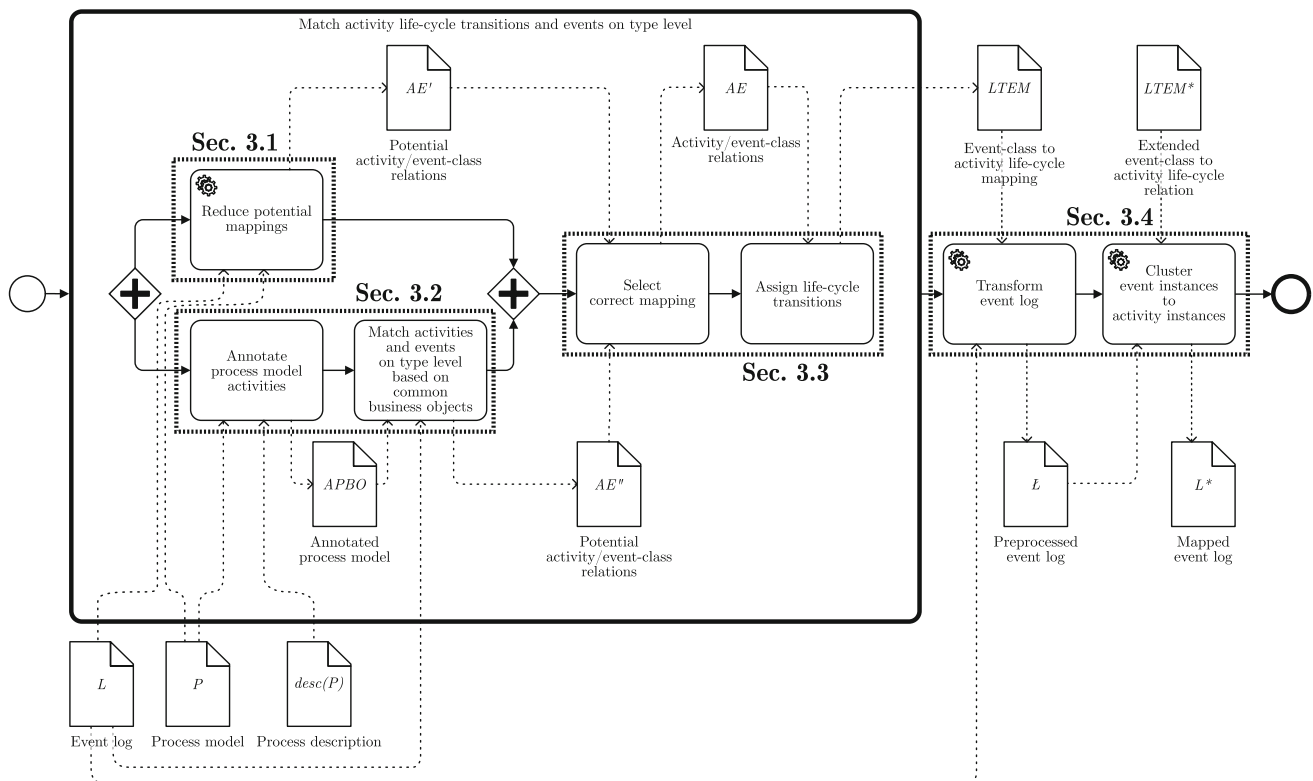 Match activity life-cycle transitions and events on type level
AE'
Potential
activity/event-class
relations
AE
Activity/event-class
relations
LTEM
Event-class to
activity life-cycle
mapping
LTEM*
Extended
event-class to
activity life-cycle
relation
Sec. 3.1
Reduce potential
mappings
Sec. 3.2
Annotate
process model
activities
Match activities
and events
on type level
based on
common
business objects
Select
correct mapping
Assign life-cycle
transitions
Sec. 3.3
Sec. 3.4
Transform
event log
Cluster
event instances
to
activity instances
APBO
Annotated
process model
AE"
Potential
activity/event-class
relations
Ł
Preprocessed
event log
L*
Mapped
event log
L
Event log
P
Process model
desc(P)
Process description